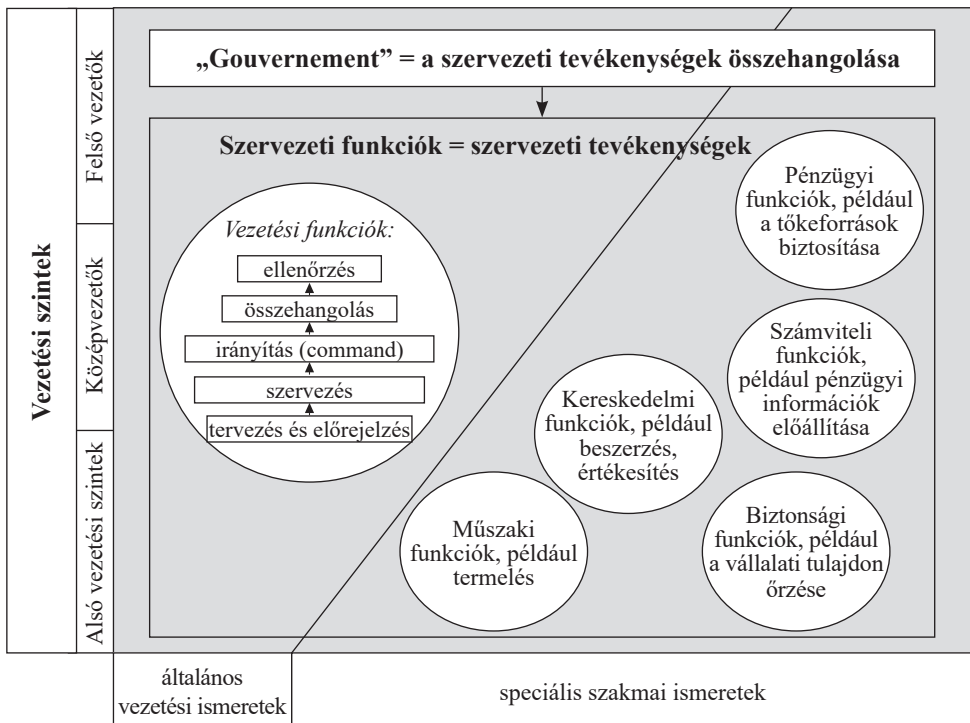 Vezetési szintek
Felső vezetők
Középvezetők
Alsó vezetési szintek
„Gouvernement” = a szervezeti tevékenységek összehangolása
Szervezeti funkciók = szervezeti tevékenységek
Vezetési funkciók:
ellenőrzés
összehangolás
irányítás (command)
szervezés
tervezés és előrejelzés
Pénzügyi
funkciók, például
a tőkeforrások
biztosítása
Számviteli
funkciók,
például pénzügyi
információk
előállítása
Kereskedelmi
funkciók, például
beszerzés,
értékesítés
Műszaki
funkciók, például
termelés
Biztonsági
funkciók, például
a vállalati tulajdon
őrzése
általános
vezetési ismeretek
speciális szakmai ismeretek